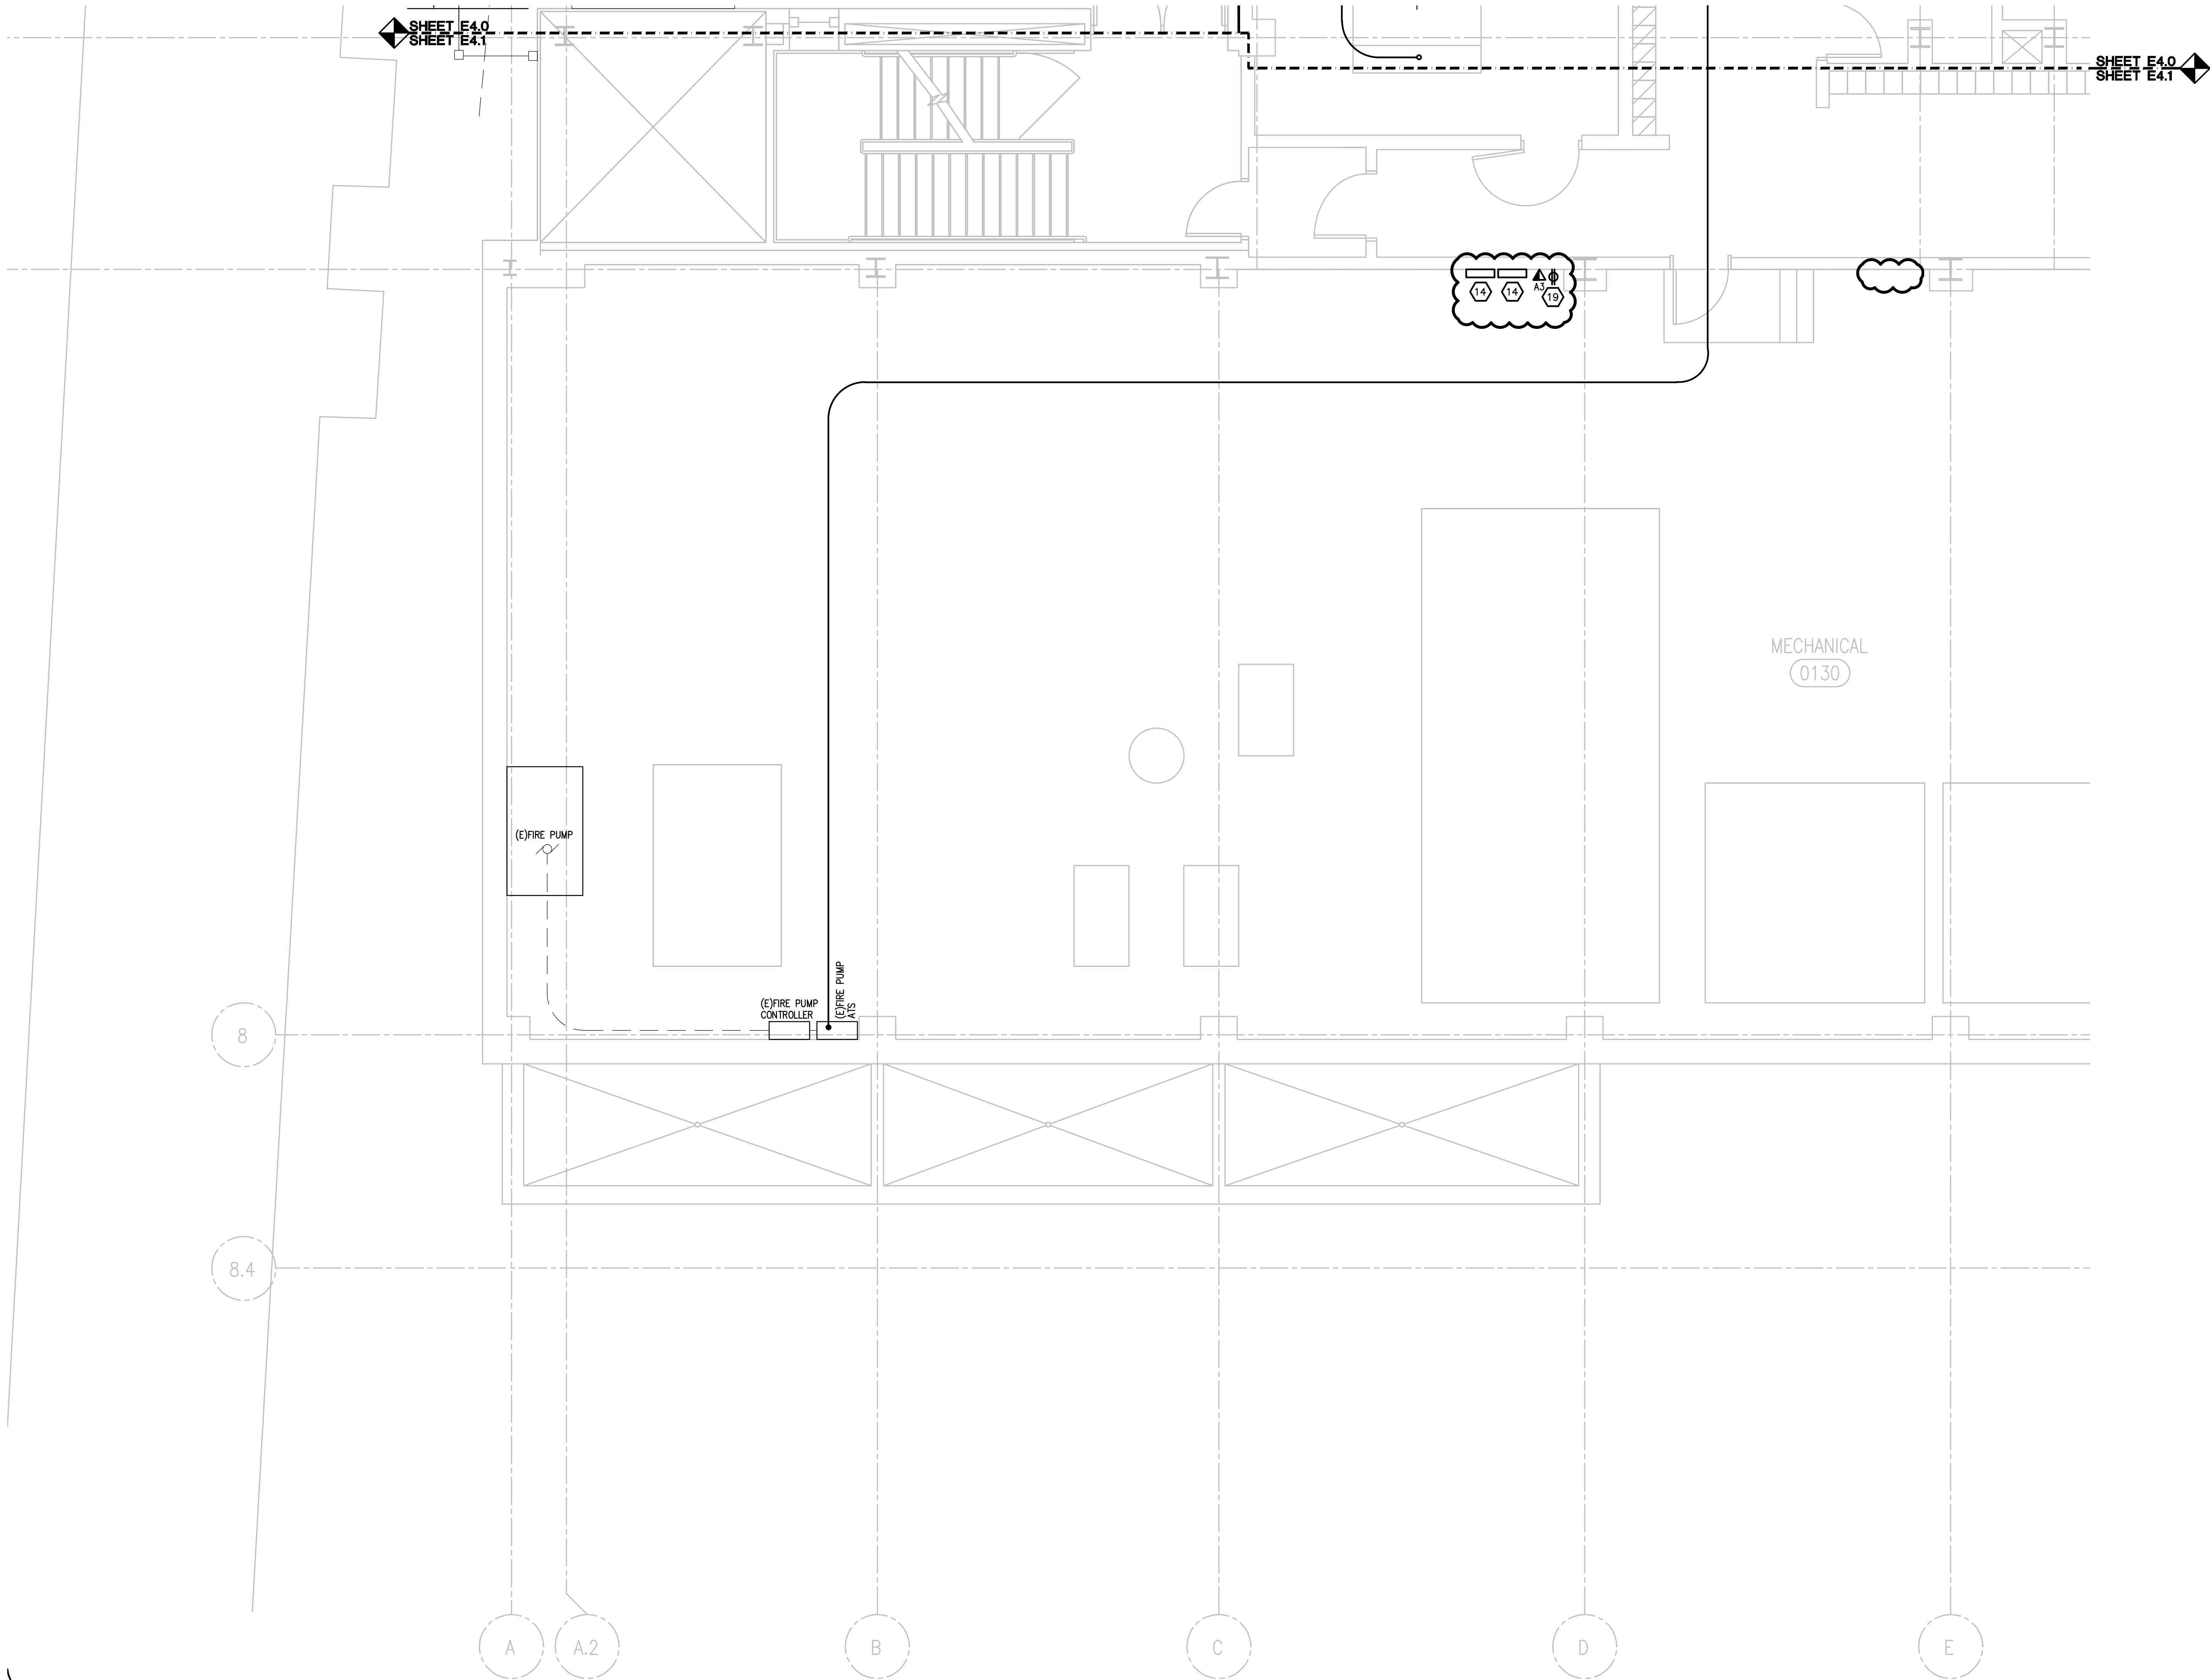 SHEET E4.0
SHEET E4.1
SHEET E4.0
SHEET E4.1
14
14
A3
19
MECHANICAL
0130
(E)FIRE PUMP
(E)FIRE PUMP
CONTROLLER
(E)FIRE PUMP
ATS
8
8.4
A
A.2
B
C
D
E